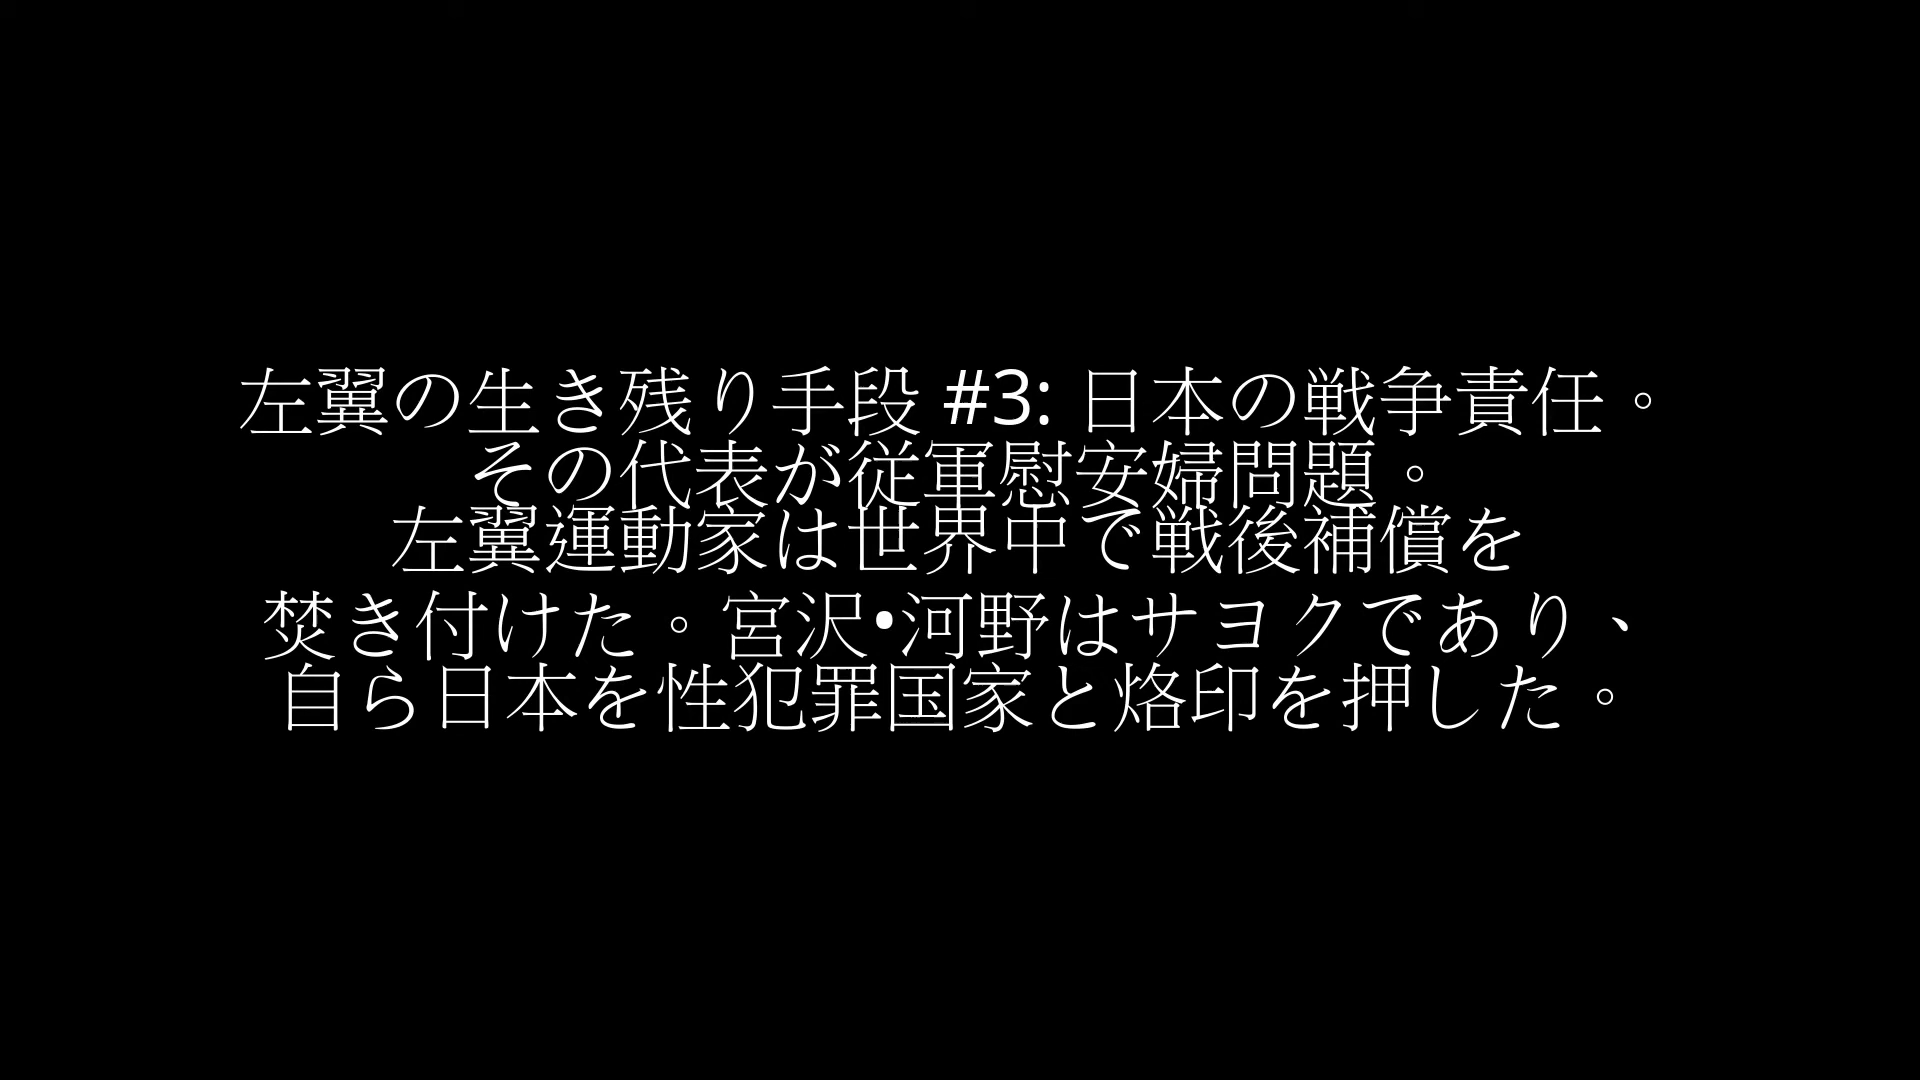 左翼の生き残り手段 #3: 日本の戦争責任。
その代表が従軍慰安婦問題。
左翼運動家は世界中で戦後補償を
焚き付けた。宮沢•河野はサヨクであり、
自ら日本を性犯罪国家と烙印を押した。